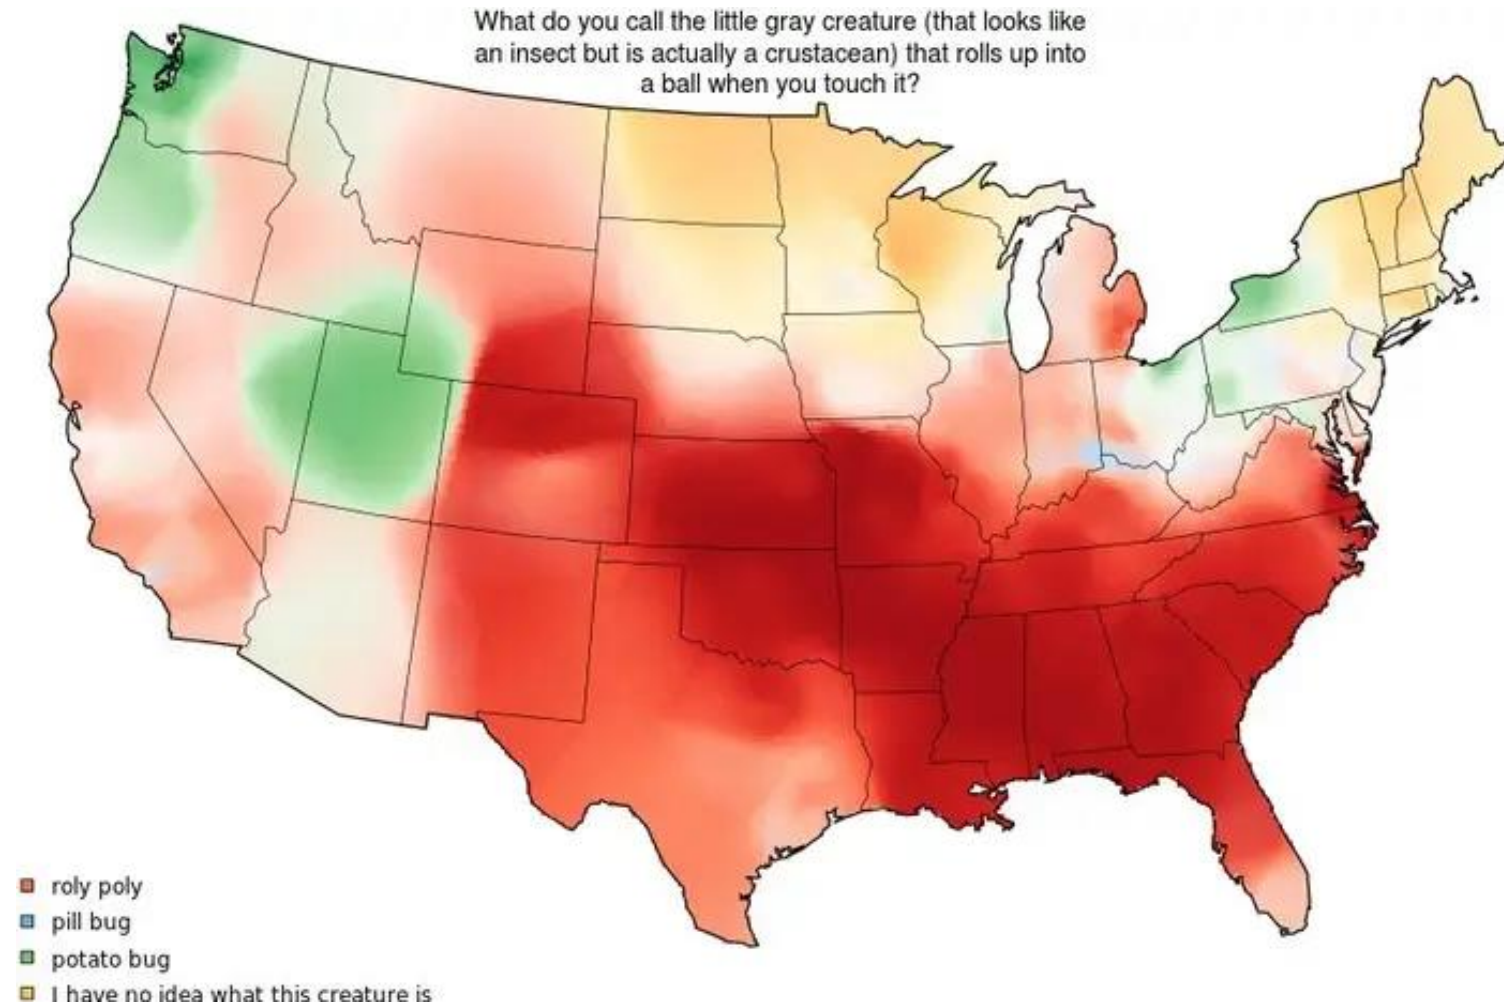 What do you call the little gray creature (that looks like
an insect but is actually a crustacean) that rolls up into
a ball when you touch it?
roly poly
pill bug
potato bug
I have no idea what this creature is